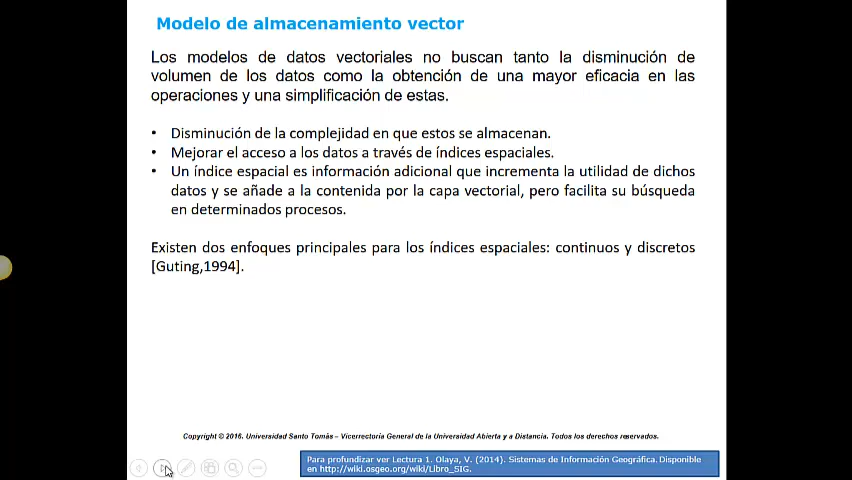 Modelo de almacenamiento vector
Los modelos de datos vectoriales no buscan tanto la disminución de
volumen de los datos como la obtención de una mayor eficacia en las
operaciones y una simplificación de estas.
• Disminución de la complejidad en que estos se almacenan.
• Mejorar el acceso a los datos a través de índices espaciales.
• Un índice espacial es información adicional que incrementa la utilidad de dichos
datos y se añade a la contenida por la capa vectorial, pero facilita su búsqueda
en determinados procesos.
Existen dos enfoques principales para los índices espaciales: continuos y discretos
[Guting,1994].
Copyright © 2016. Universidad Santo Tomás – Vicerrectoría General de la Universidad Abierta y a Distancia. Todos los derechos reservados.
Para profundizar ver Lectura 1. Olaya, V. (2014). Sistemas de Información Geográfica. Disponible
en http://wiki.osgeo.org/wiki/Libro_SIG.